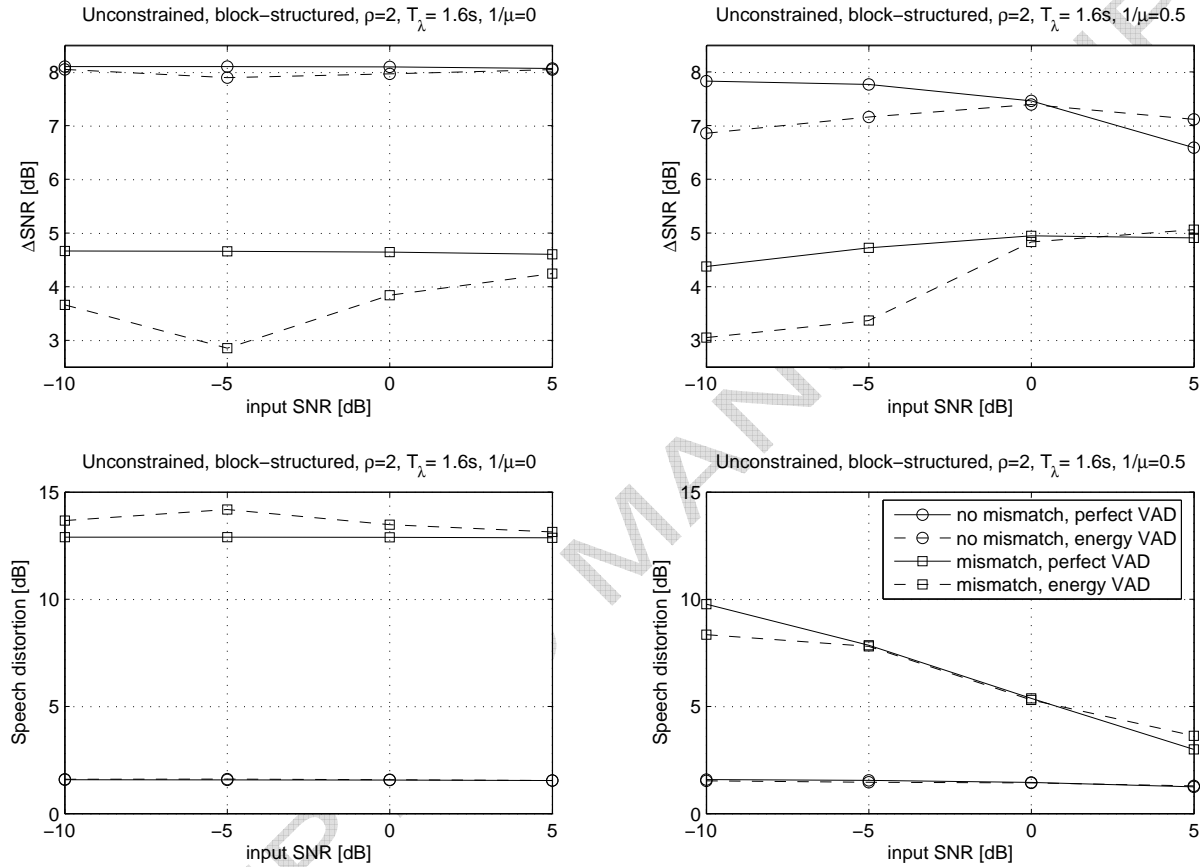 Unconstrained, block−structured, ρ=2, Tλ= 1.6s, 1/μ=0
8
7
6
5
4
3
ΔSNR [dB]
−10
−5
0
5
input SNR [dB]
Unconstrained, block−structured, ρ=2, Tλ= 1.6s, 1/μ=0.5
8
7
6
5
4
3
ΔSNR [dB]
−10
−5
0
5
input SNR [dB]
Unconstrained, block−structured, ρ=2, Tλ= 1.6s, 1/μ=0
15
10
5
0
Speech distortion [dB]
−10
−5
0
5
input SNR [dB]
Unconstrained, block−structured, ρ=2, Tλ= 1.6s, 1/μ=0.5
15
10
5
0
Speech distortion [dB]
−10
−5
0
5
input SNR [dB]
no mismatch, perfect VAD
no mismatch, energy VAD
mismatch, perfect VAD
mismatch, energy VAD